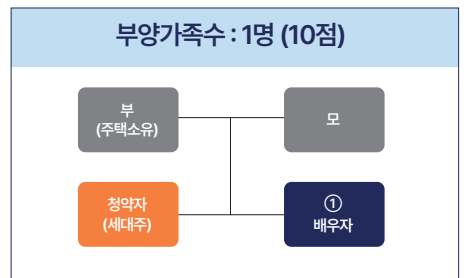 부양가족수 : 1명 (10점)
부
(주택소유)
모
청약자
(세대주)
①
배우자